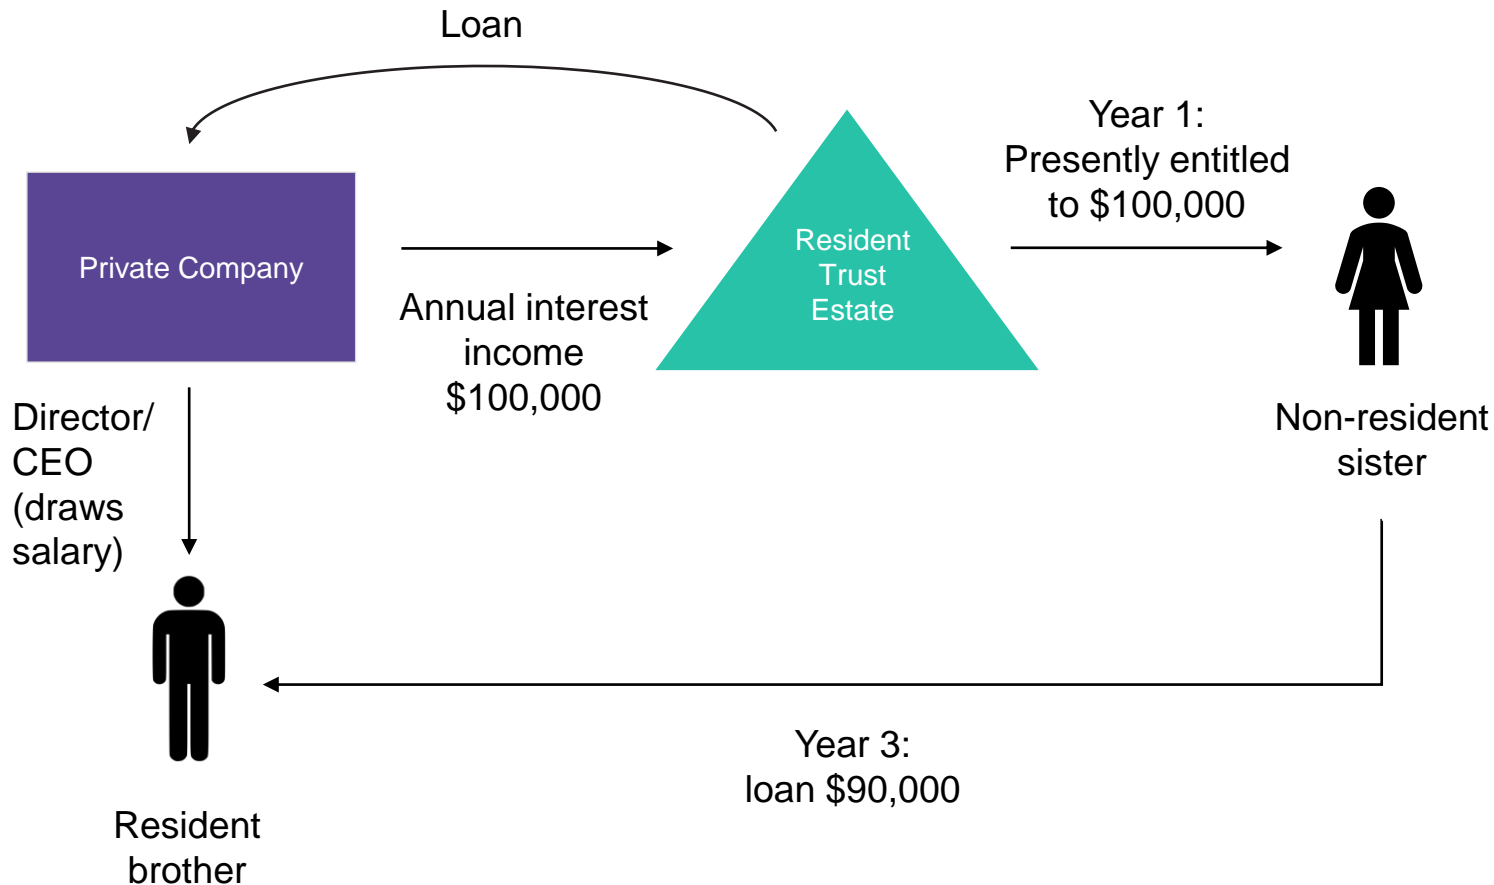 Loan
Private Company
Annual interest
income
$100,000
Resident
Trust
Estate
Year 1:
Presently entitled
to $100,000
Non-resident
sister
Director/
CEO
(draws
salary)
Year 3:
loan $90,000
Resident
brother